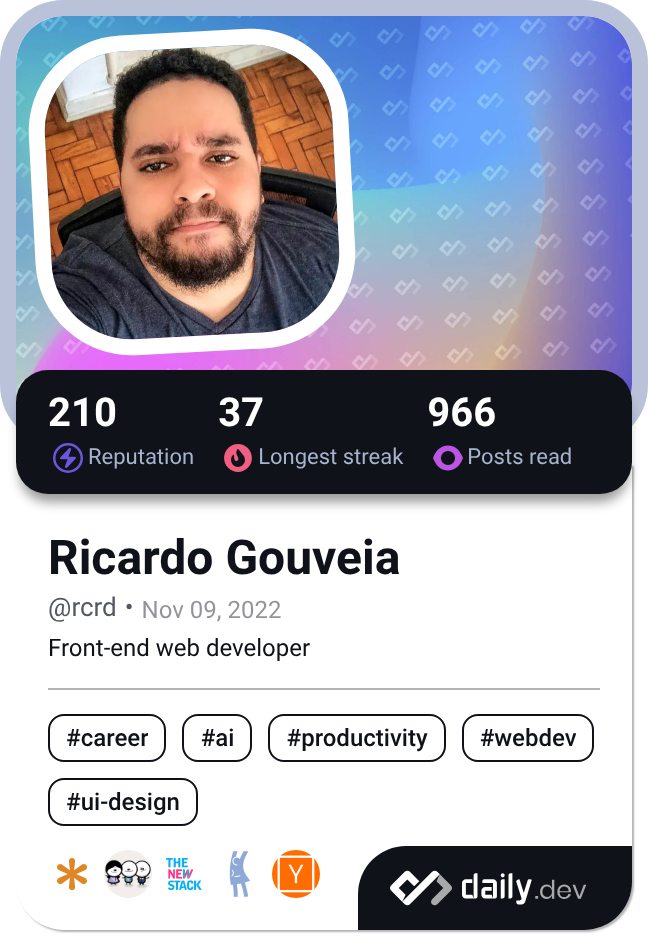 210 37 966
Reputation Longest streak Posts read
Ricardo Gouveia
@rcrd • Nov 09, 2022
Front-end web developer
#career #ai #productivity #webdev
#ui-design
THE
NEW
STACK
Y
daily.dev